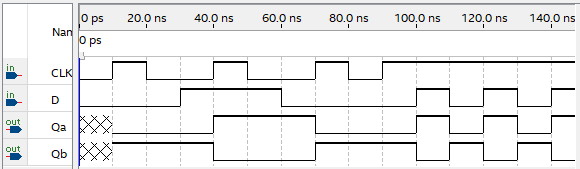 0 ps 20.0 ns 40.0 ns 60.0 ns 80.0 ns 100.0 ns 120.0 ns 140.0 ns
Nan
0 ps
in CLK
in D
out Qa
out Qb